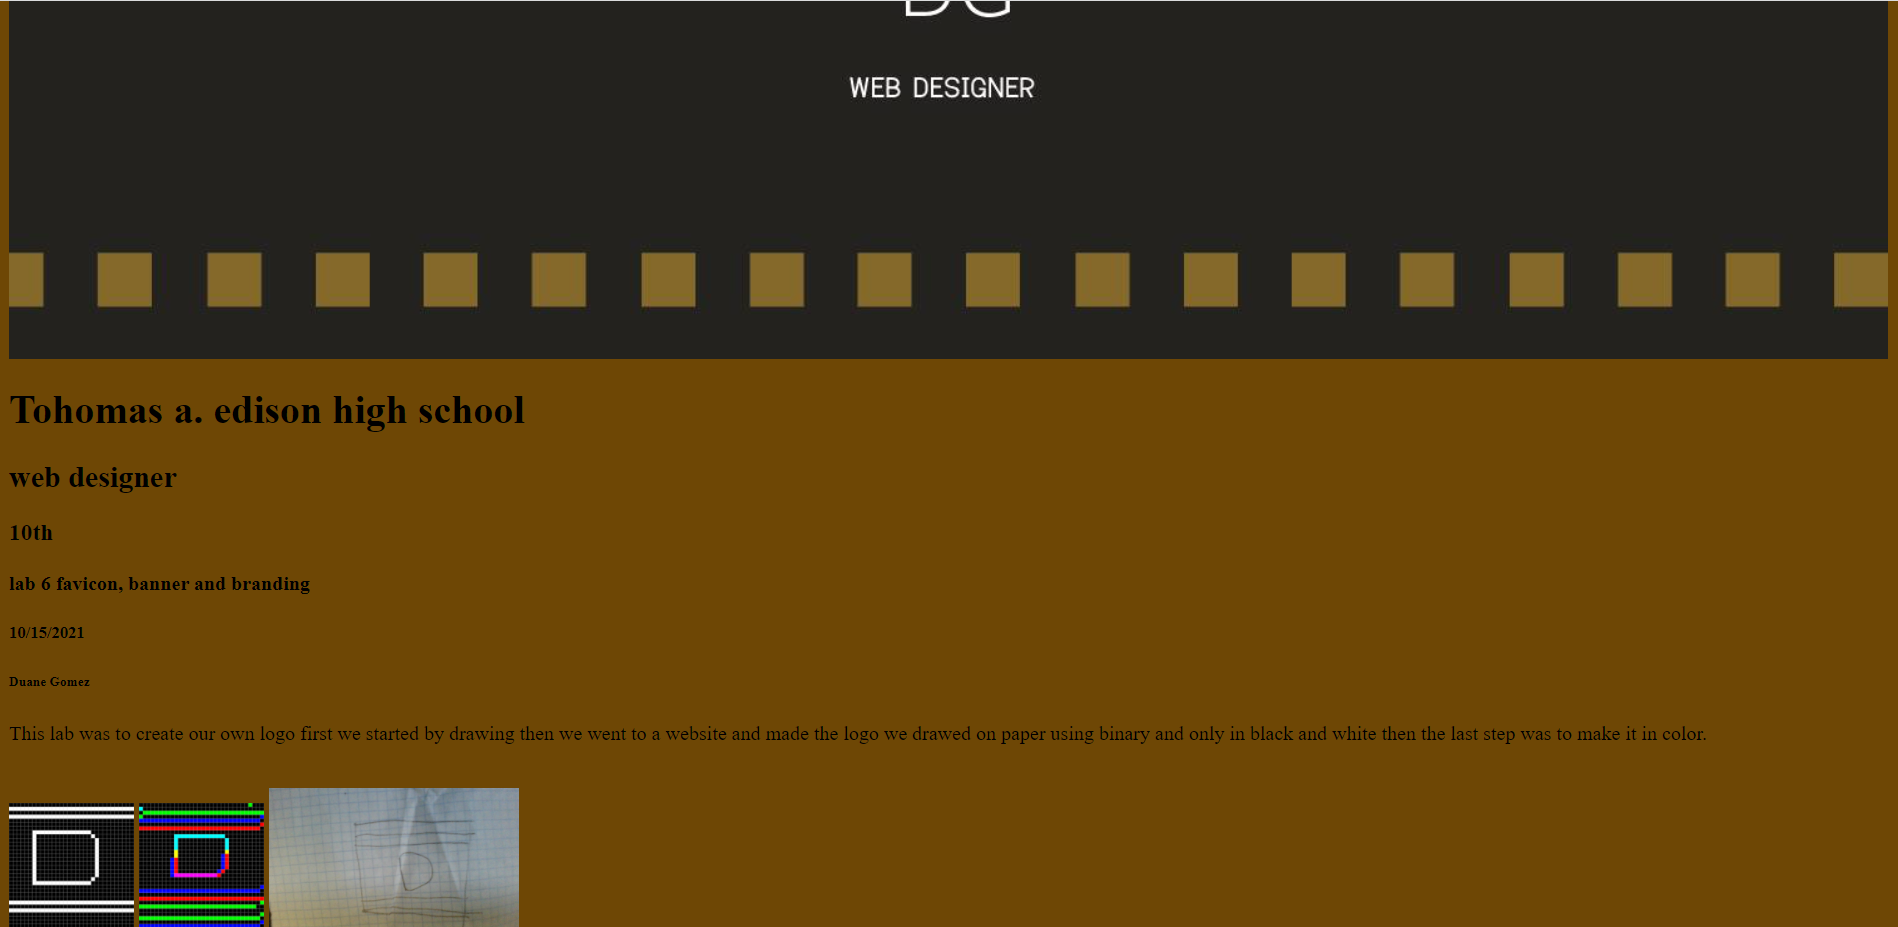 DG
WEB DESIGNER
Tohomas a. edison high school
web designer
10th
lab 6 favicon, banner and branding
10/15/2021
Duane Gomez
This lab was to create our own logo first we started by drawing then we went to a website and made the logo we drawed on paper using binary and only in black and white then the last step was to make it in color.
D
D
D